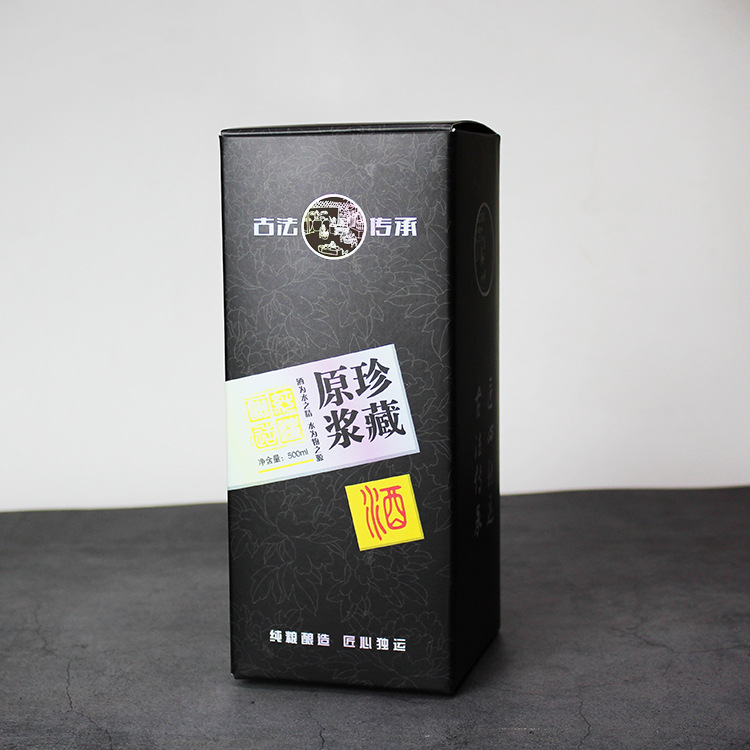 古法 传承
珍藏
原浆
酒为水之精 水为物之源
净含量：500ml
酒
纯粮酿造 匠心独运